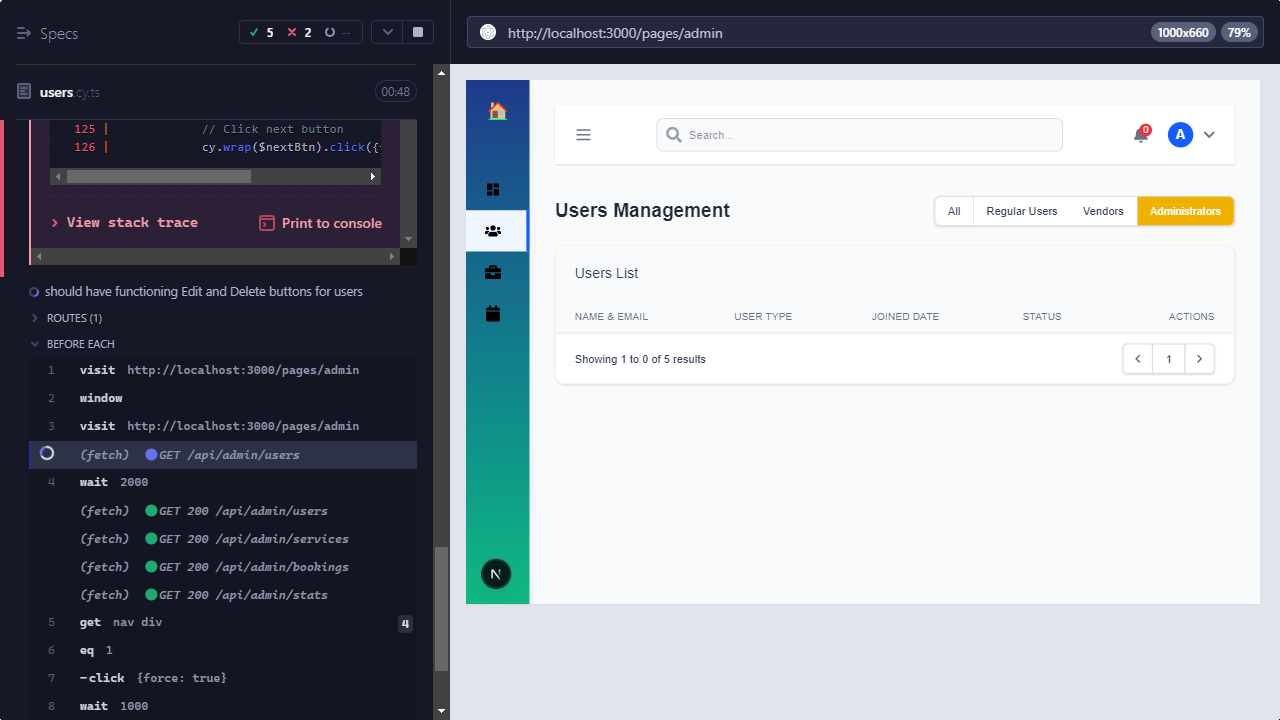 Specs
5
2
--
users.cy.ts
00:48
125 | // Click next button
126 | cy.wrap($nextBtn).click({
View stack trace
Print to console
should have functioning Edit and Delete buttons for users
ROUTES (1)
BEFORE EACH
1 visit http://localhost:3000/pages/admin
2 window
3 visit http://localhost:3000/pages/admin
(fetch) GET /api/admin/users
4 wait 2000
(fetch) GET 200 /api/admin/users
(fetch) GET 200 /api/admin/services
(fetch) GET 200 /api/admin/bookings
(fetch) GET 200 /api/admin/stats
5 get nav div 4
6 eq 1
7 -click {force: true}
8 wait 1000
http://localhost:3000/pages/admin
1000x660
79%
Search...
0
A
Users Management
All
Regular Users
Vendors
Administrators
Users List
NAME & EMAIL USER TYPE JOINED DATE STATUS ACTIONS
Showing 1 to 0 of 5 results
1
N